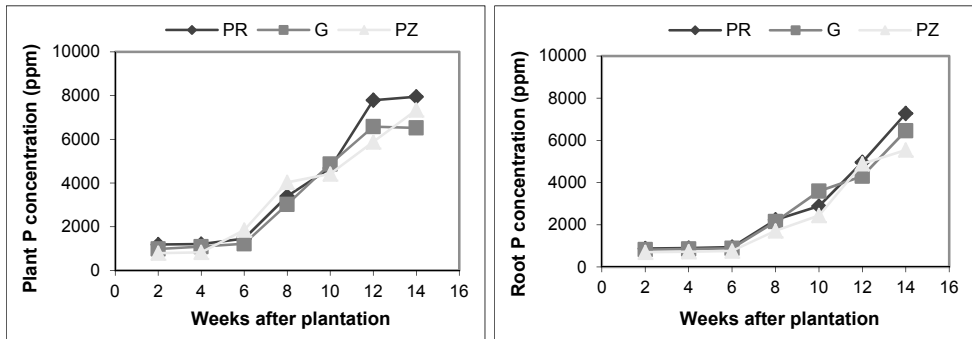 PR G PZ
Plant P concentration (ppm)
10000
8000
6000
4000
2000
0
0 2 4 6 8 10 12 14 16
Weeks after plantation
PR G PZ
Root P concentration (ppm)
10000
8000
6000
4000
2000
0
0 2 4 6 8 10 12 14 16
Weeks after plantation